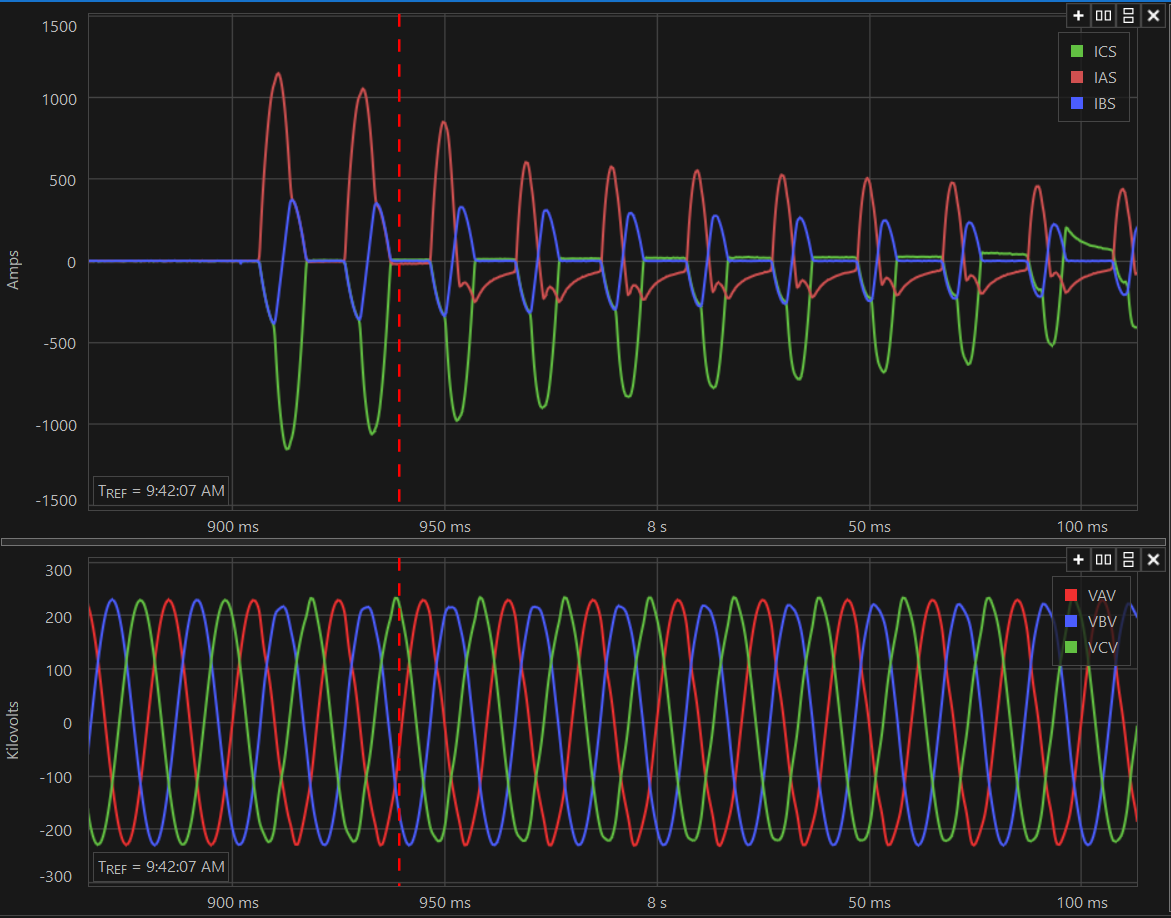 1500
1000
500
0
-500
-1000
-1500
Amps
ICS
IAS
IBS
TREF = 9:42:07 AM
900 ms
950 ms
8 s
50 ms
100 ms
300
200
100
0
-100
-200
-300
Kilovolts
VAV
VBV
VCV
TREF = 9:42:07 AM
900 ms
950 ms
8 s
50 ms
100 ms